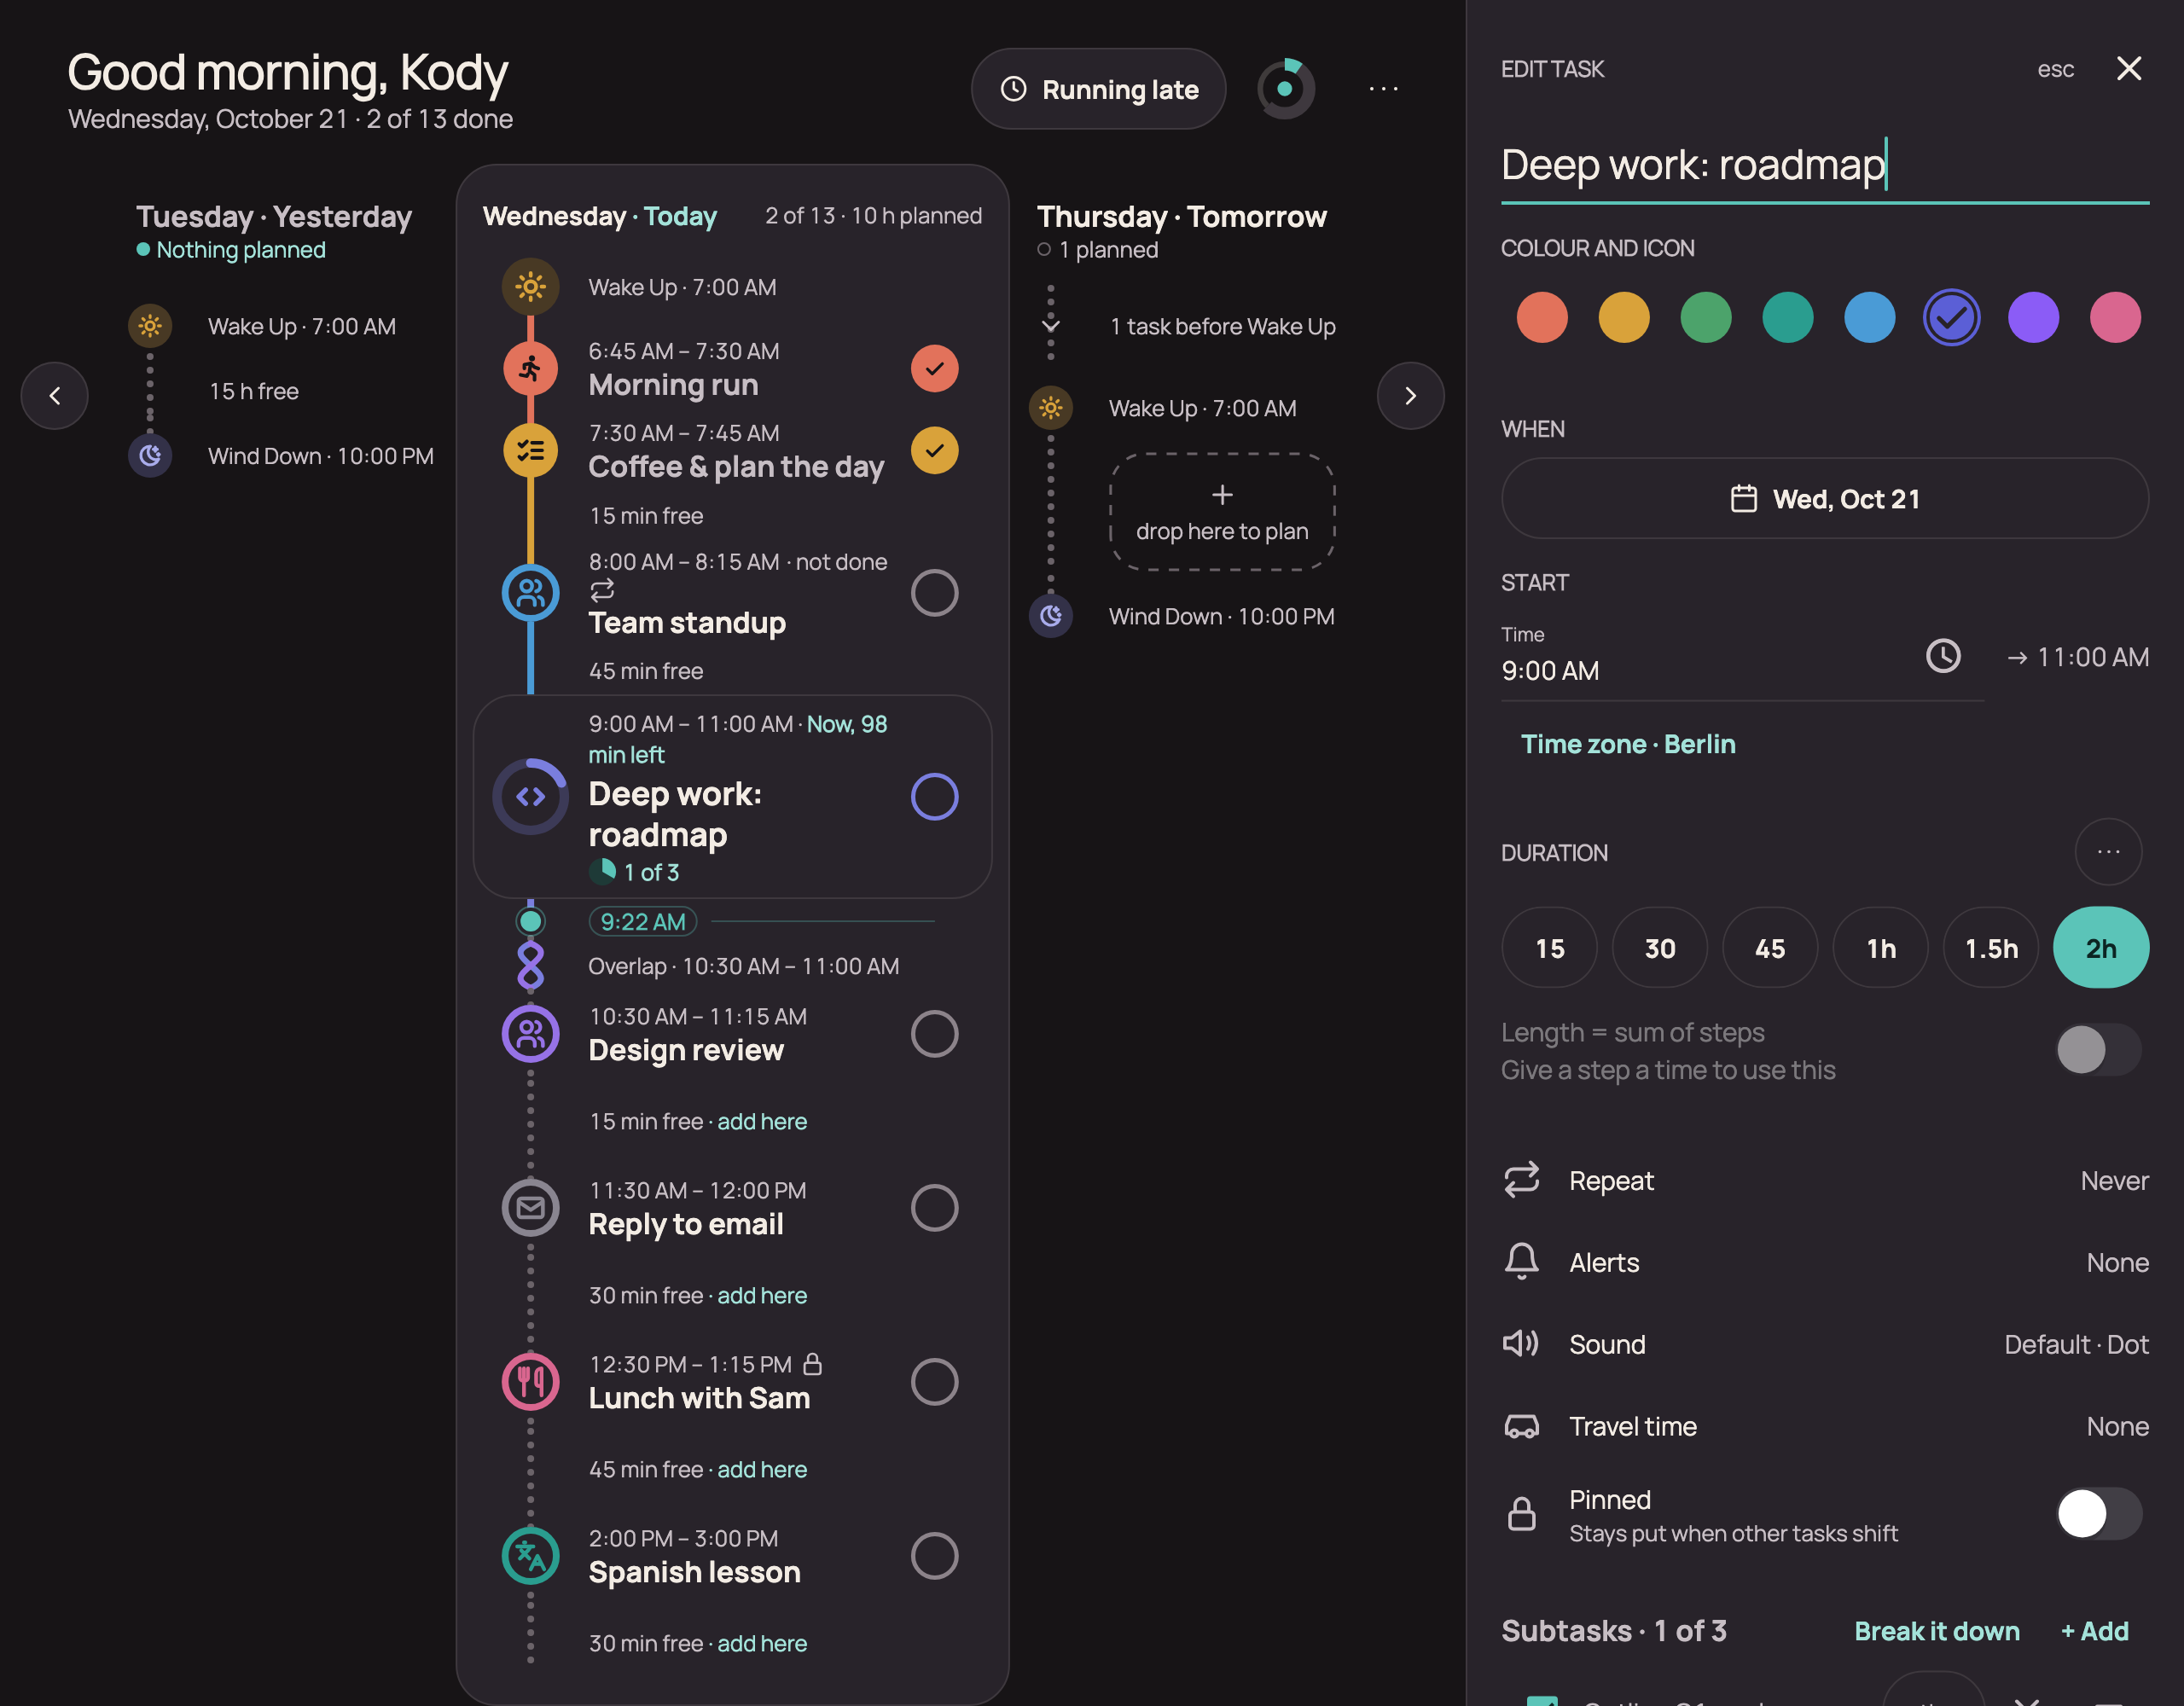 Good morning, Kody
Wednesday, October 21 · 2 of 13 done
Running late
Tuesday · Yesterday
Nothing planned
Wake Up · 7:00 AM
15 h free
Wind Down · 10:00 PM
Wednesday · Today
2 of 13 · 10 h planned
Wake Up · 7:00 AM
6:45 AM – 7:30 AM
Morning run
7:30 AM – 7:45 AM
Coffee & plan the day
15 min free
8:00 AM – 8:15 AM · not done
Team standup
45 min free
9:00 AM – 11:00 AM · Now, 98
min left
Deep work:
roadmap
1 of 3
9:22 AM
Overlap · 10:30 AM – 11:00 AM
10:30 AM – 11:15 AM
Design review
15 min free · add here
11:30 AM – 12:00 PM
Reply to email
30 min free · add here
12:30 PM – 1:15 PM
Lunch with Sam
45 min free · add here
2:00 PM – 3:00 PM
Spanish lesson
30 min free · add here
Thursday · Tomorrow
1 planned
1 task before Wake Up
Wake Up · 7:00 AM
drop here to plan
Wind Down · 10:00 PM
EDIT TASK
esc
Deep work: roadmap
COLOUR AND ICON
WHEN
Wed, Oct 21
START
Time
9:00 AM
→ 11:00 AM
Time zone · Berlin
DURATION
15 30 45 1h 1.5h 2h
Length = sum of steps
Give a step a time to use this
Repeat Never
Alerts None
Sound Default · Dot
Travel time None
Pinned
Stays put when other tasks shift
Subtasks · 1 of 3
Break it down
+ Add